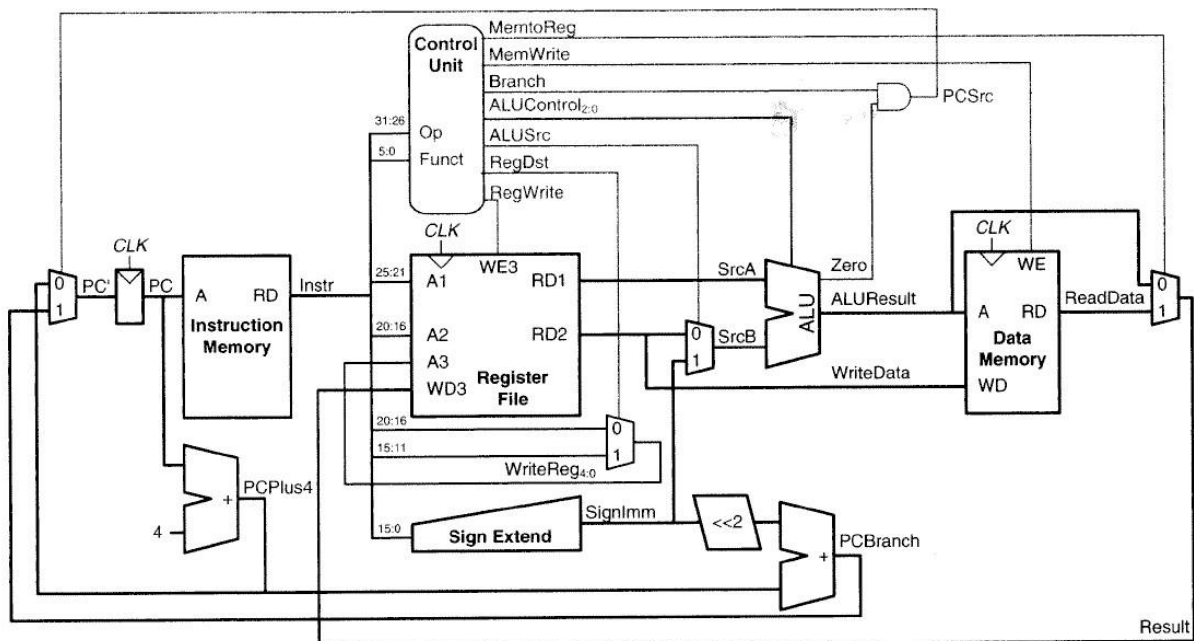 MemtoReg
Control
Unit
MemWrite
Branch
ALUControl2:0
PCSrc
31:26
Op
ALUSrc
5:0
Funct
RegDst
RegWrite
CLK
CLK
CLK
0
1
PC'
PC
A
RD
Instr
Instruction
Memory
25:21
A1
WE3
RD1
SrcA
Zero
WE
20:16
A2
RD2
0
1
SrcB
ALU
ALUResult
A
RD
ReadData
0
1
A3
Data
Memory
WD3
Register
File
WriteData
WD
20:16
0
15:11
1
WriteReg4:0
PCPlus4
+
4
SignImm
15:0
Sign Extend
<<2
PCBranch
+
Result